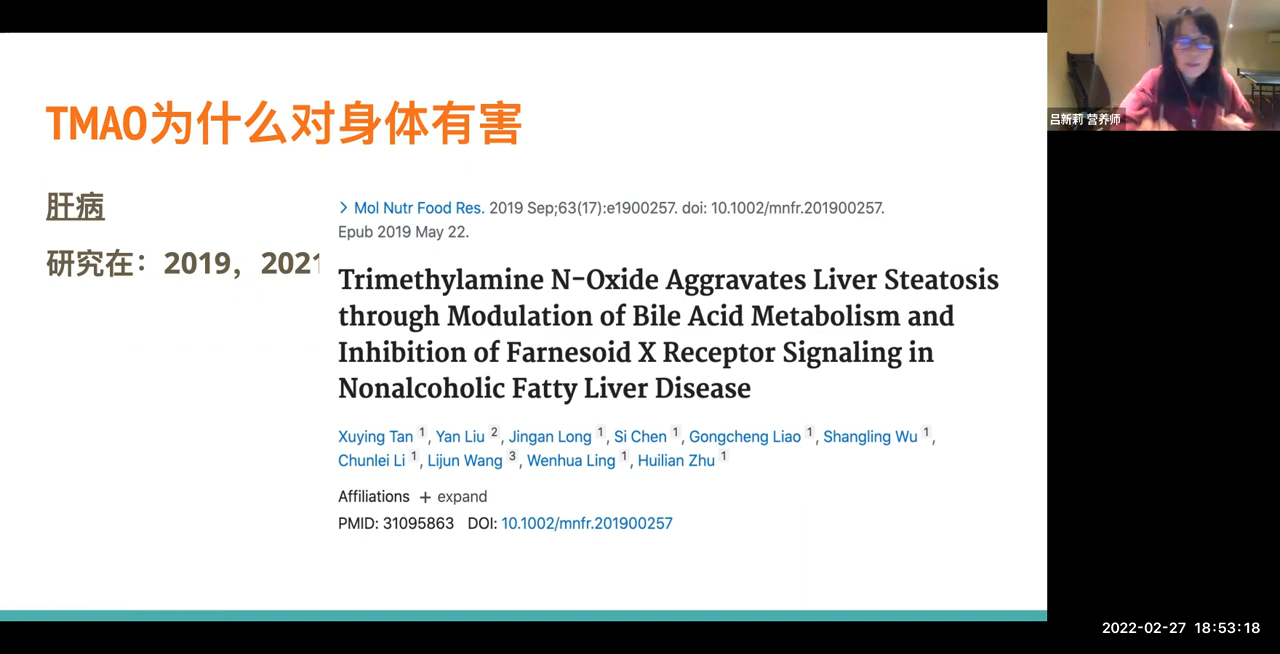 TMAO为什么对身体有害
肝病
研究在：2019，2021
Mol Nutr Food Res. 2019 Sep;63(17):e1900257. doi: 10.1002/mnfr.201900257.
Epub 2019 May 22.
Trimethylamine N-Oxide Aggravates Liver Steatosis
through Modulation of Bile Acid Metabolism and
Inhibition of Farnesoid X Receptor Signaling in
Nonalcoholic Fatty Liver Disease
Xuying Tan 1, Yan Liu 2, Jingan Long 1, Si Chen 1, Gongcheng Liao 1, Shangling Wu 1,
Chunlei Li 1, Lijun Wang 3, Wenhua Ling 1, Huilian Zhu 1
Affiliations + expand
PMID: 31095863 DOI: 10.1002/mnfr.201900257
吕新莉 营养师
2022-02-27 18:53:18